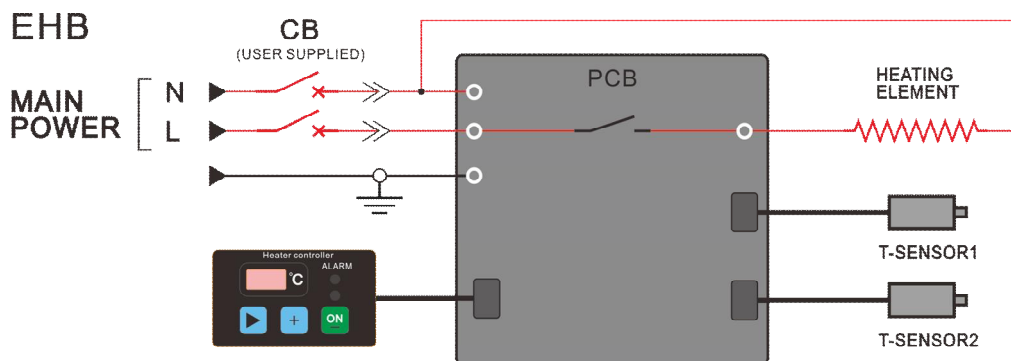 EHB
CB
(USER SUPPLIED)
MAIN
POWER
N
L
PCB
HEATING
ELEMENT
Heater controller
ALARM
°C
+
ON
T-SENSOR1
T-SENSOR2